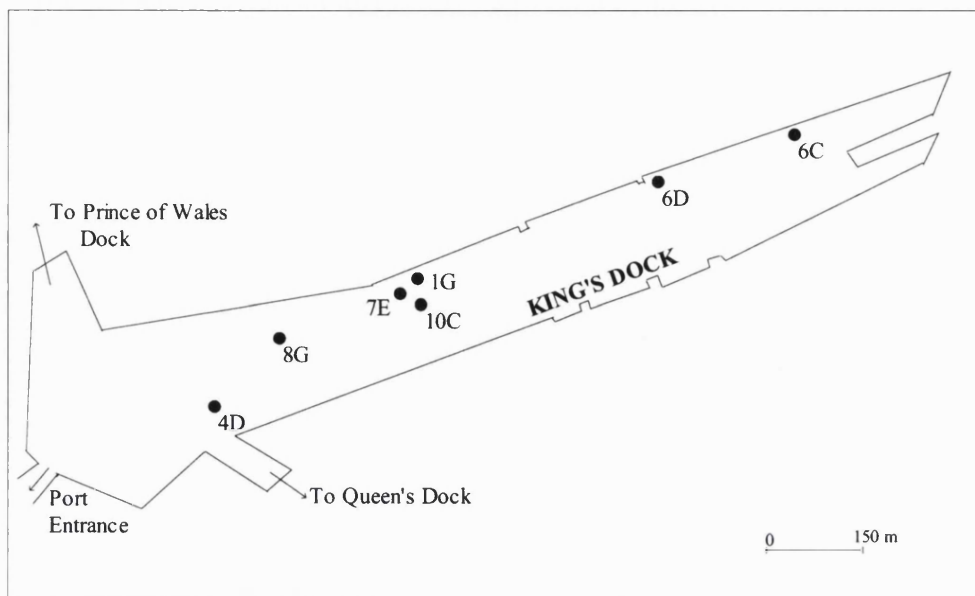 To Prince of Wales
Dock
6C
6D
1G
7E
10C
KING'S DOCK
8G
4D
To Queen's Dock
Port
Entrance
0
150 m